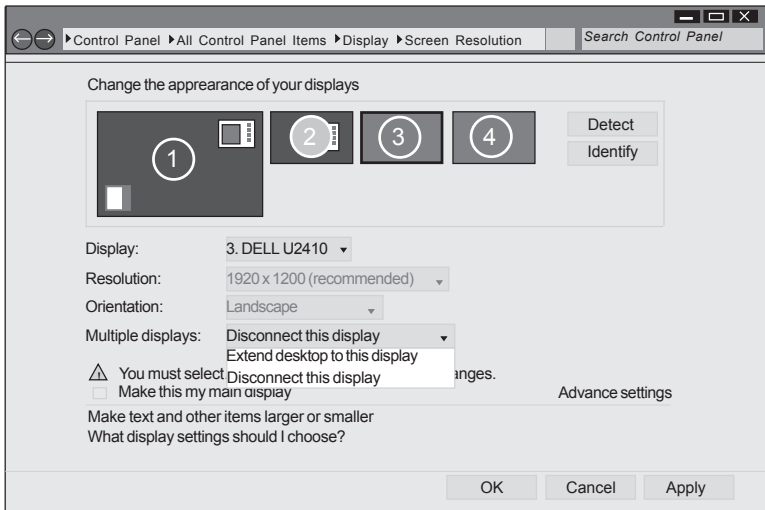 Control Panel All Control Panel Items Display Screen Resolution
Search Control Panel
Change the apprearance of your displays
1
2
3
4
Detect
Identify
Display: 3. DELL U2410
Resolution: 1920 x 1200 (recommended)
Orientation: Landscape
Multiple displays: Disconnect this display
Extend desktop to this display
Disconnect this display
You must select anges.
Make this my main display
Advance settings
Make text and other items larger or smaller
What display settings should I choose?
OK Cancel Apply